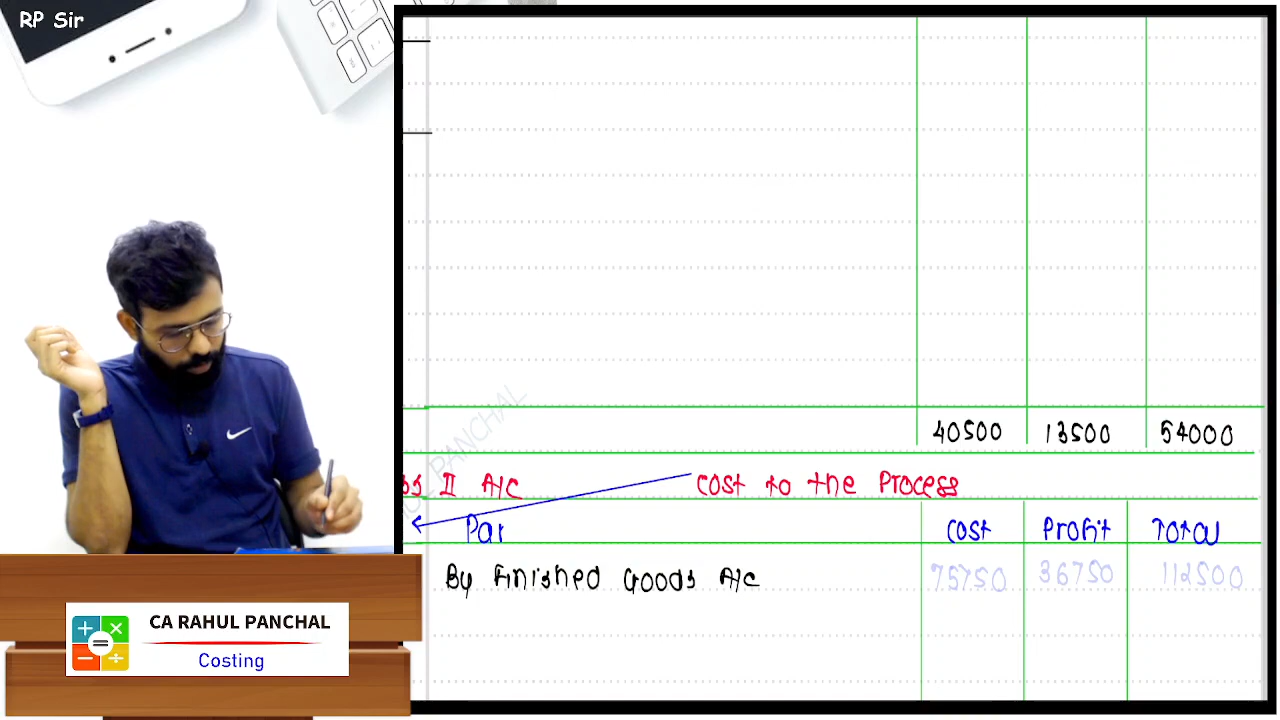 RP Sir
40500 13500 54000
ss II A/C cost to the Process
Par cost Profit Total
By Finished Goods A/c 75750 36750 112500
PANCHAL
CA RAHUL PANCHAL
Costing